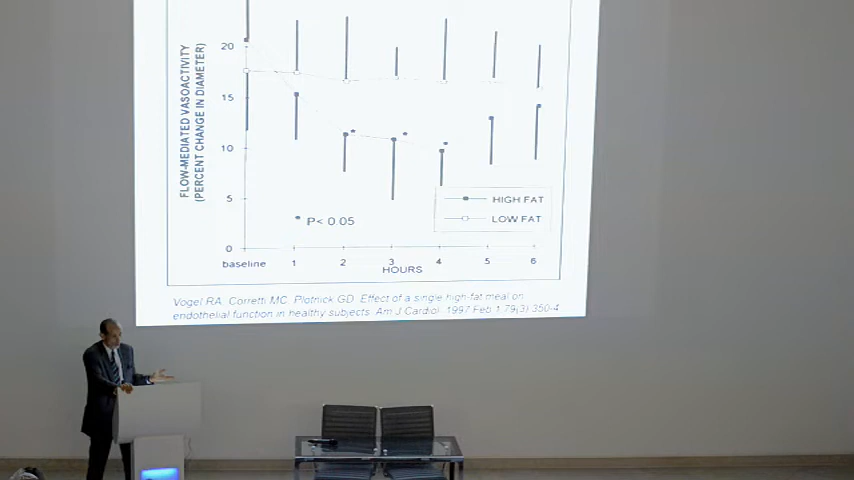 FLOW-MEDIATED VASOACTIVITY
(PERCENT CHANGE IN DIAMETER)
20
15
10
5
0
HIGH FAT
LOW FAT
* P< 0.05
baseline 1 2 3 4 5 6
HOURS
Vogel RA. Corretti MC, Plotnick GD. Effect of a single high-fat meal on
endothelial function in healthy subjects. Am J Cardiol. 1997 Feb 1;79(3):350-4